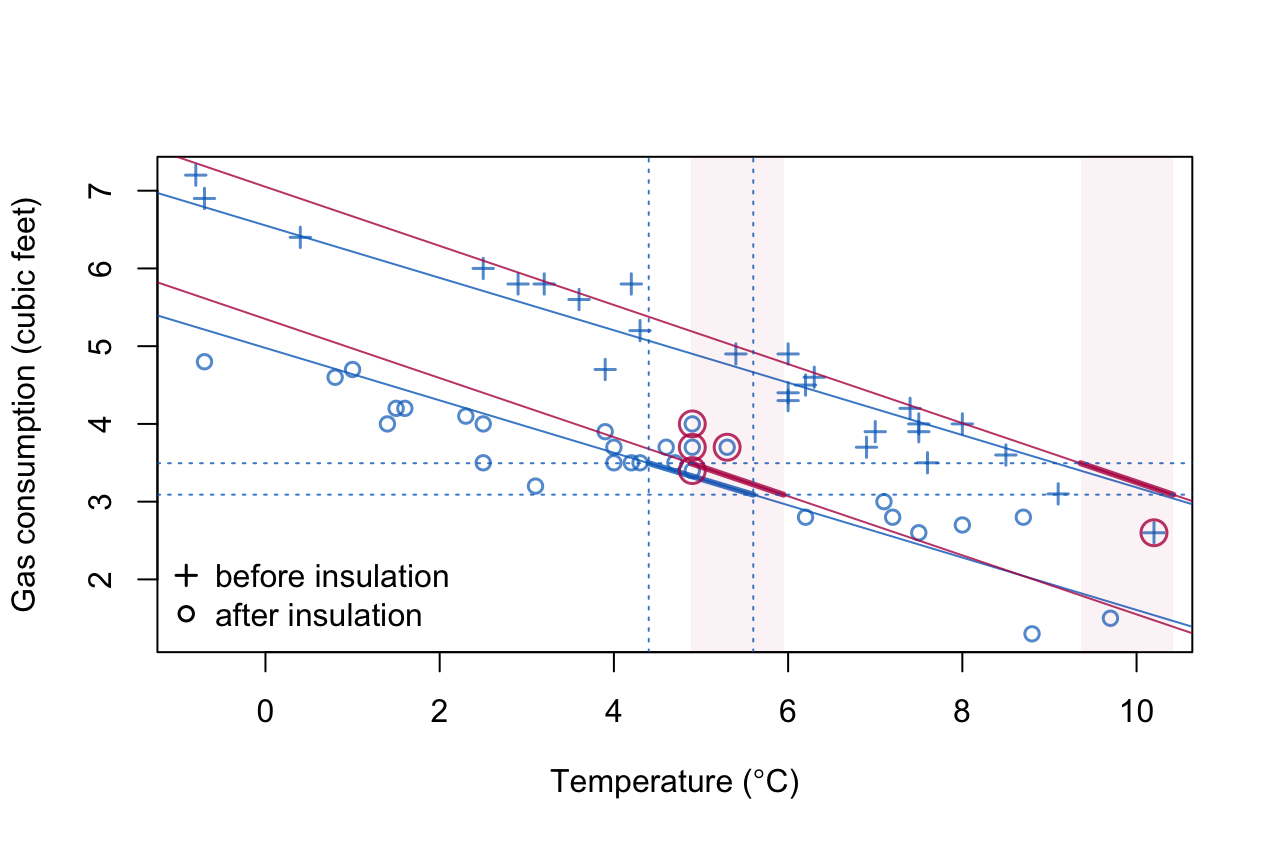 Gas consumption (cubic feet)
7
6
5
4
3
2
before insulation
after insulation
0 2 4 6 8 10
Temperature (°C)